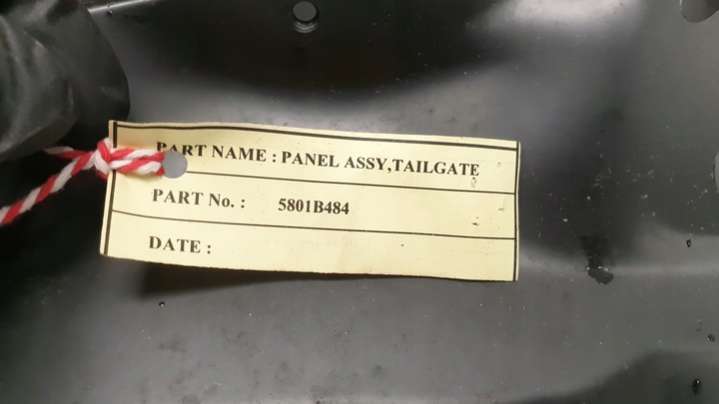 PART NAME : PANEL ASSY,TAILGATE
PART No. : 5801B484
DATE :